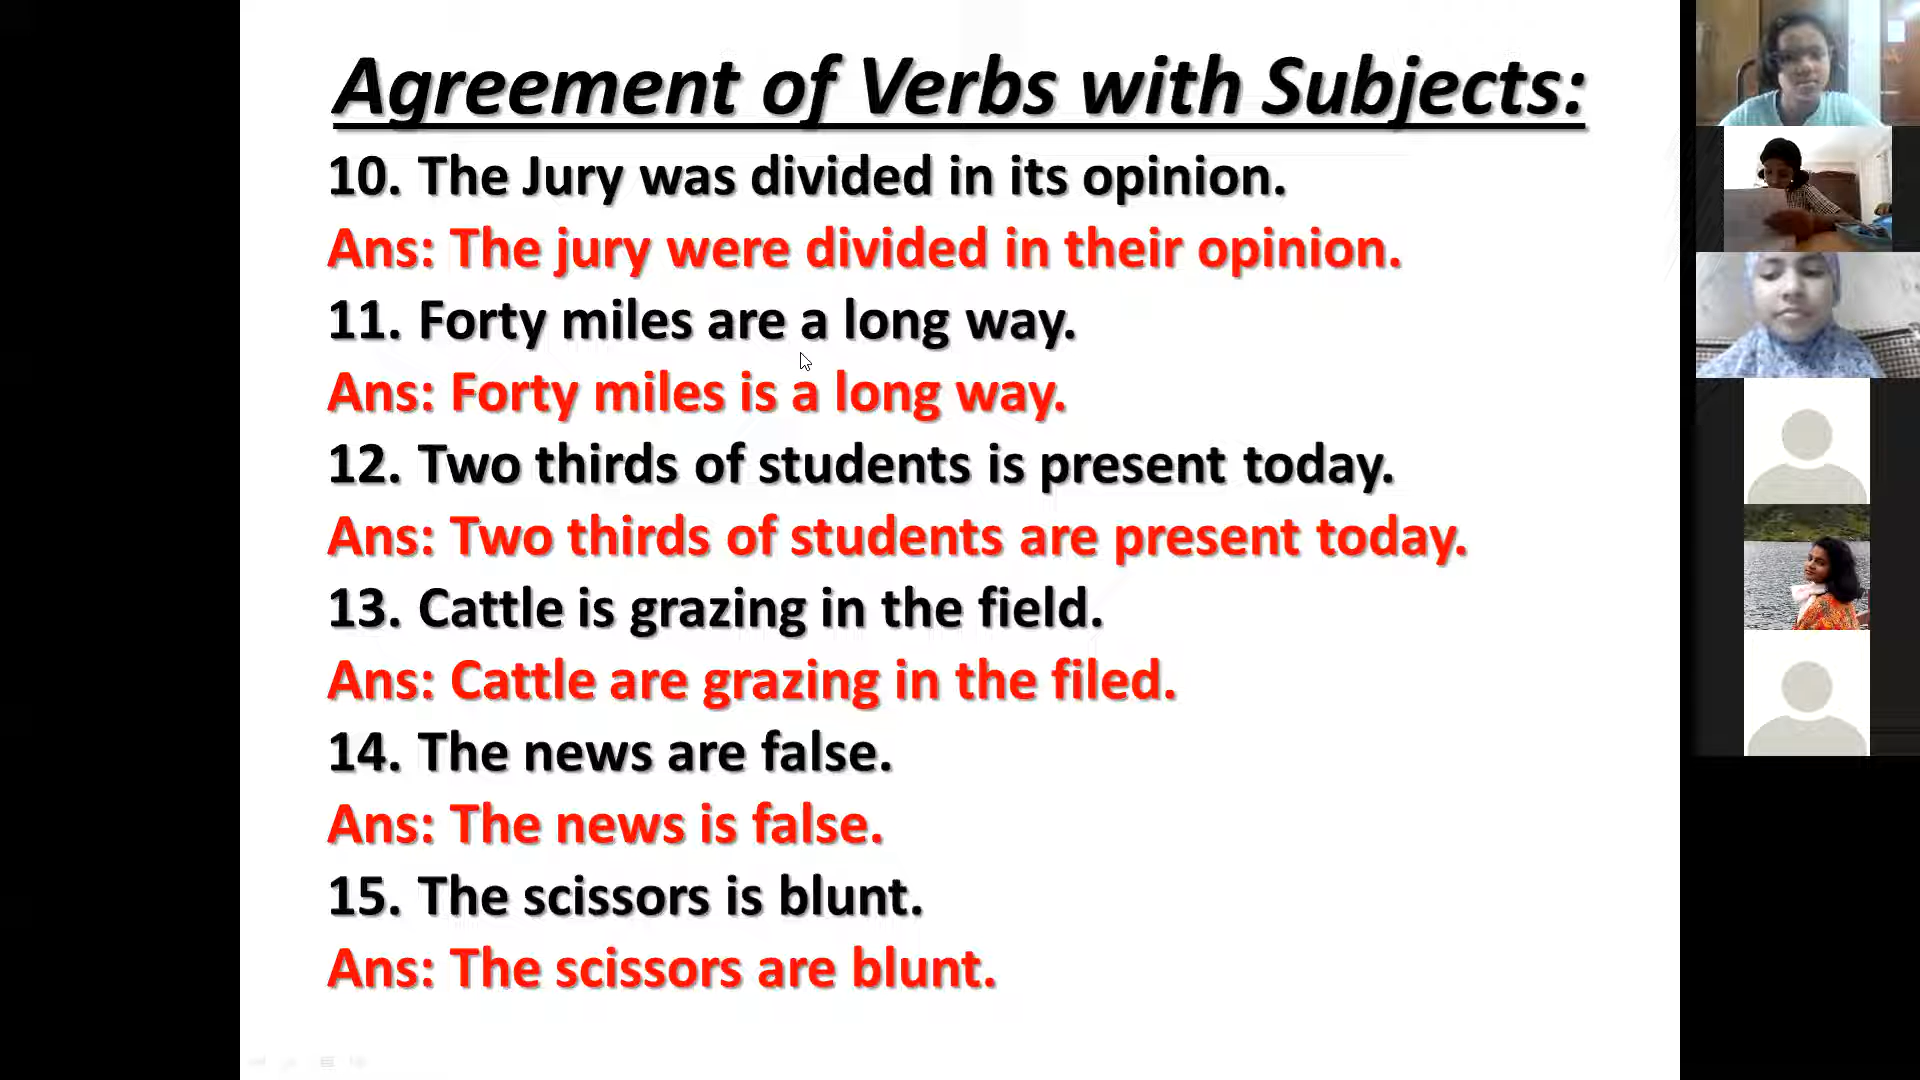 Agreement of Verbs with Subjects:
10. The Jury was divided in its opinion.
Ans: The jury were divided in their opinion.
11. Forty miles are a long way.
Ans: Forty miles is a long way.
12. Two thirds of students is present today.
Ans: Two thirds of students are present today.
13. Cattle is grazing in the field.
Ans: Cattle are grazing in the filed.
14. The news are false.
Ans: The news is false.
15. The scissors is blunt.
Ans: The scissors are blunt.